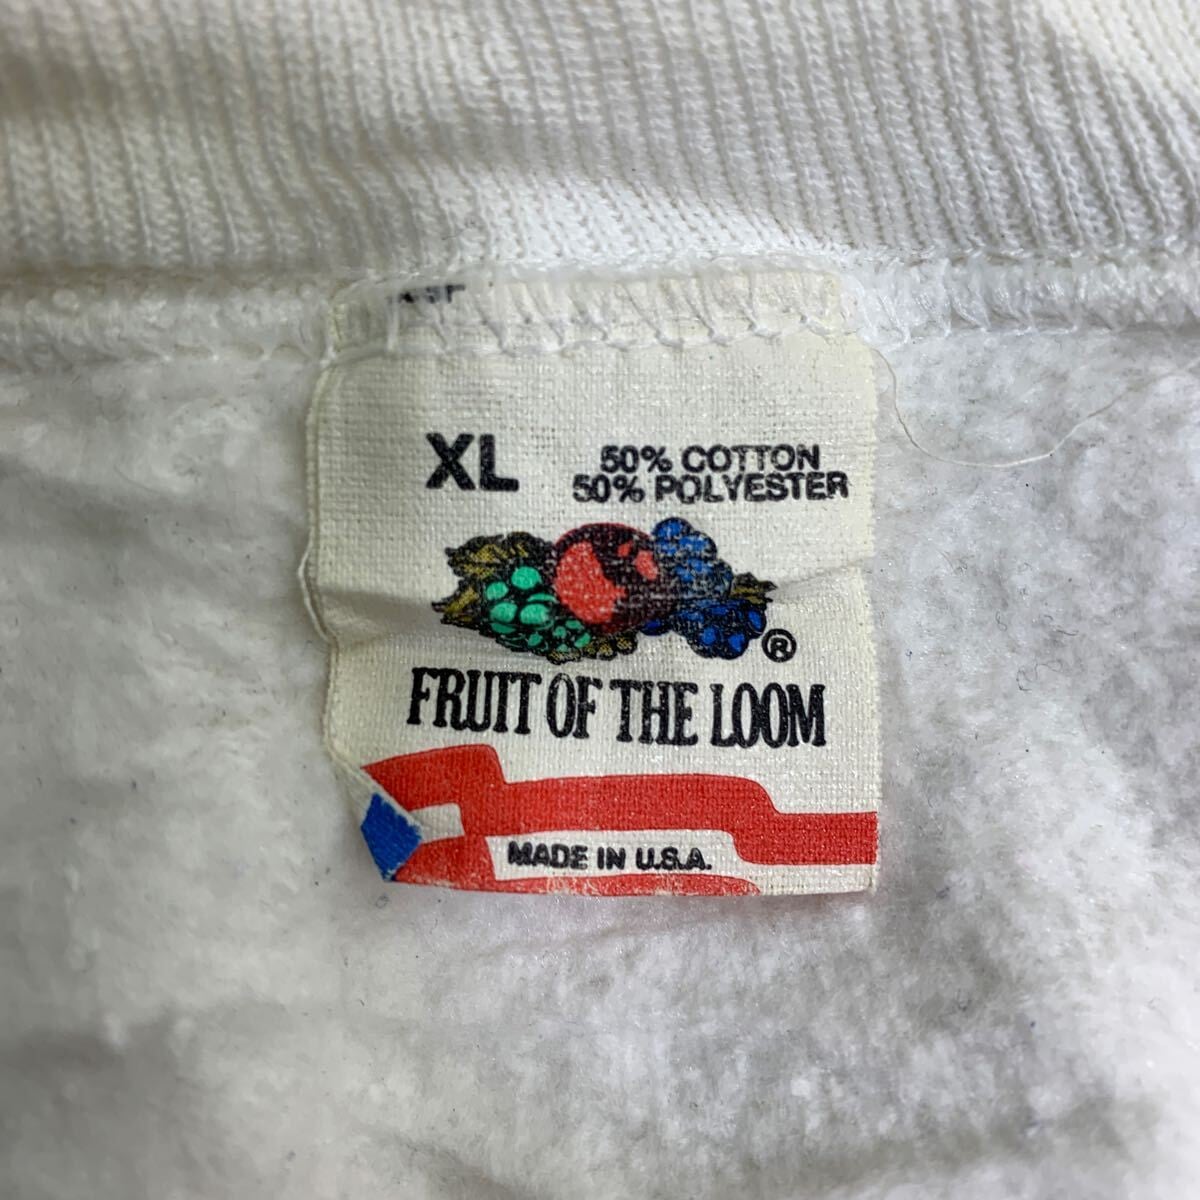 XL
50% COTTON
50% POLYESTER
®
FRUIT OF THE LOOM
MADE IN U.S.A.